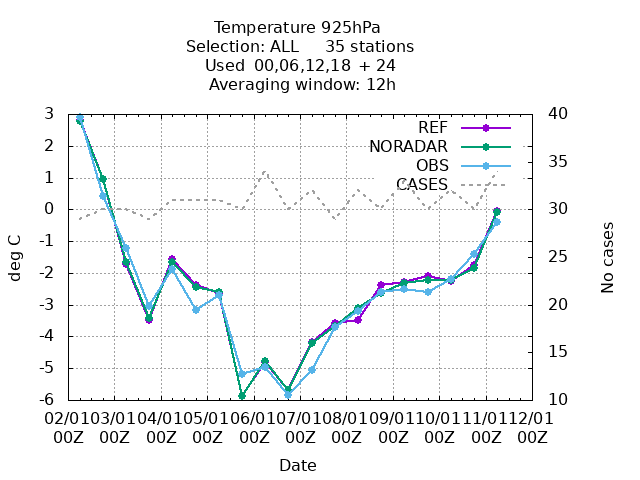 Temperature 925hPa
Selection: ALL 35 stations
Used 00,06,12,18 + 24
Averaging window: 12h
REF
NORADAR
OBS
CASES
deg C
3
2
1
0
-1
-2
-3
-4
-5
-6
40
35
30
25
20
15
10
No cases
02/01 03/01 04/01 05/01 06/01 07/01 08/01 09/01 10/01 11/01 12/01
00Z 00Z 00Z 00Z 00Z 00Z 00Z 00Z 00Z 00Z 00Z
Date